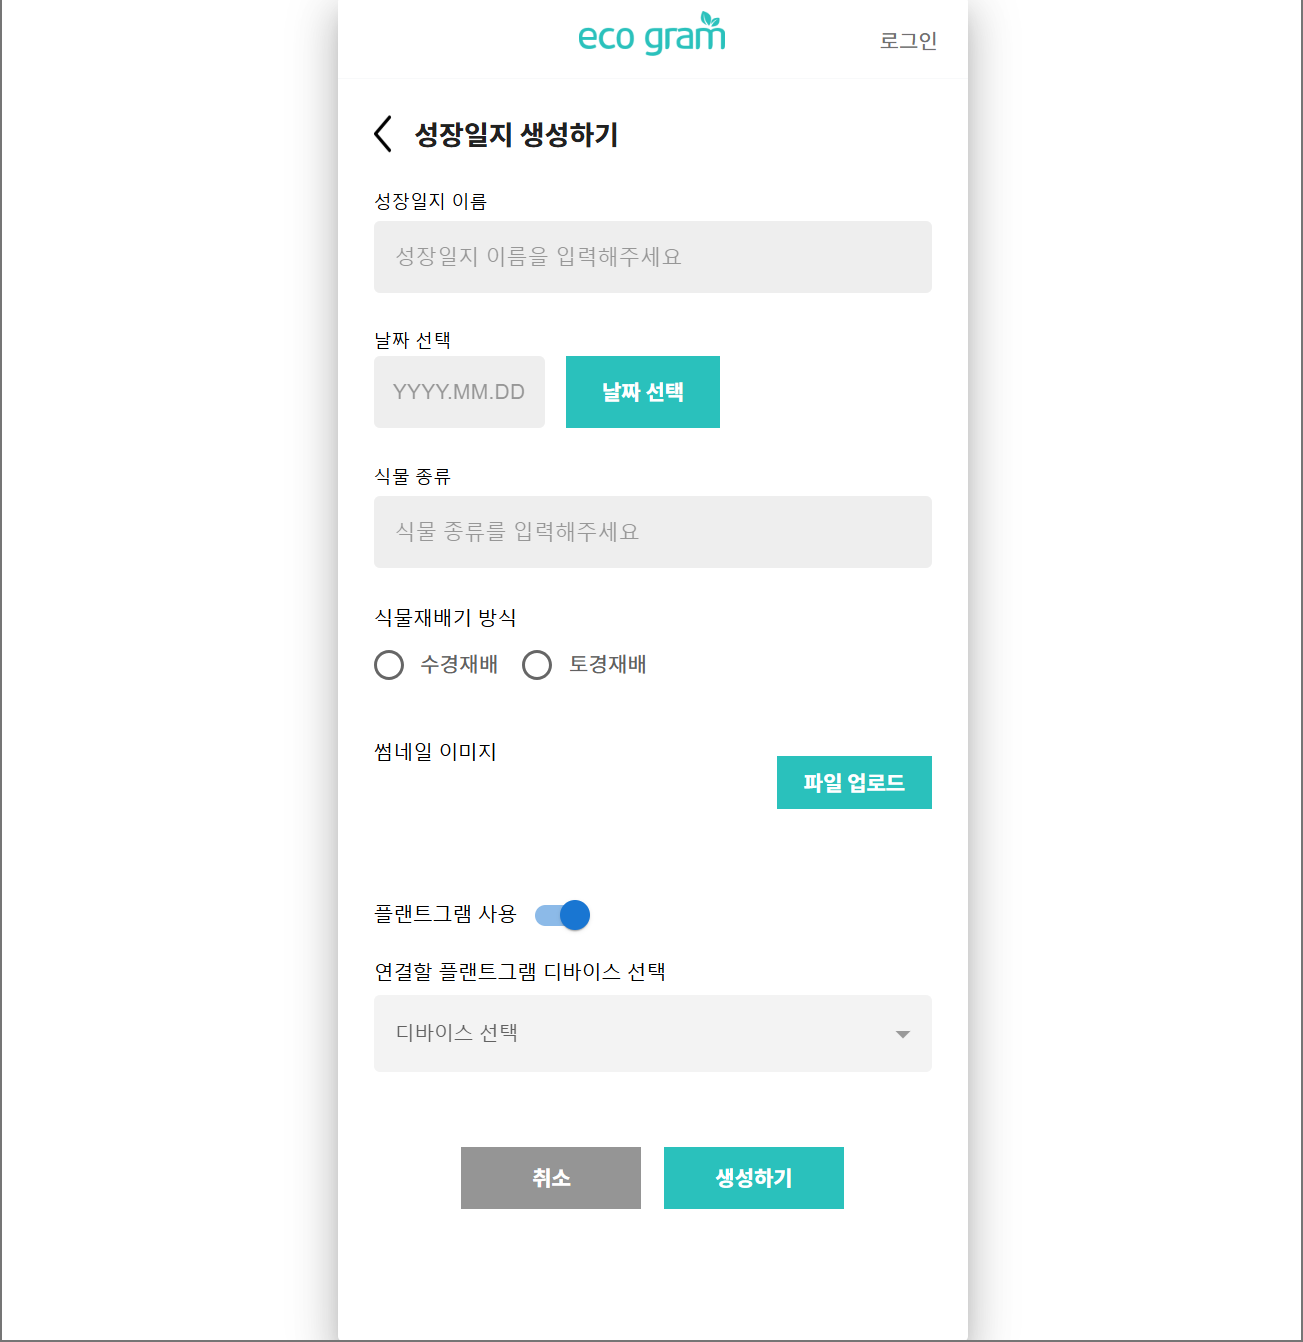 eco gram
로그인
성장일지 생성하기
성장일지 이름
성장일지 이름을 입력해주세요
날짜 선택
YYYY.MM.DD
날짜 선택
식물 종류
식물 종류를 입력해주세요
식물재배기 방식
수경재배
토경재배
썸네일 이미지
파일 업로드
플랜트그램 사용
연결할 플랜트그램 디바이스 선택
디바이스 선택
취소
생성하기